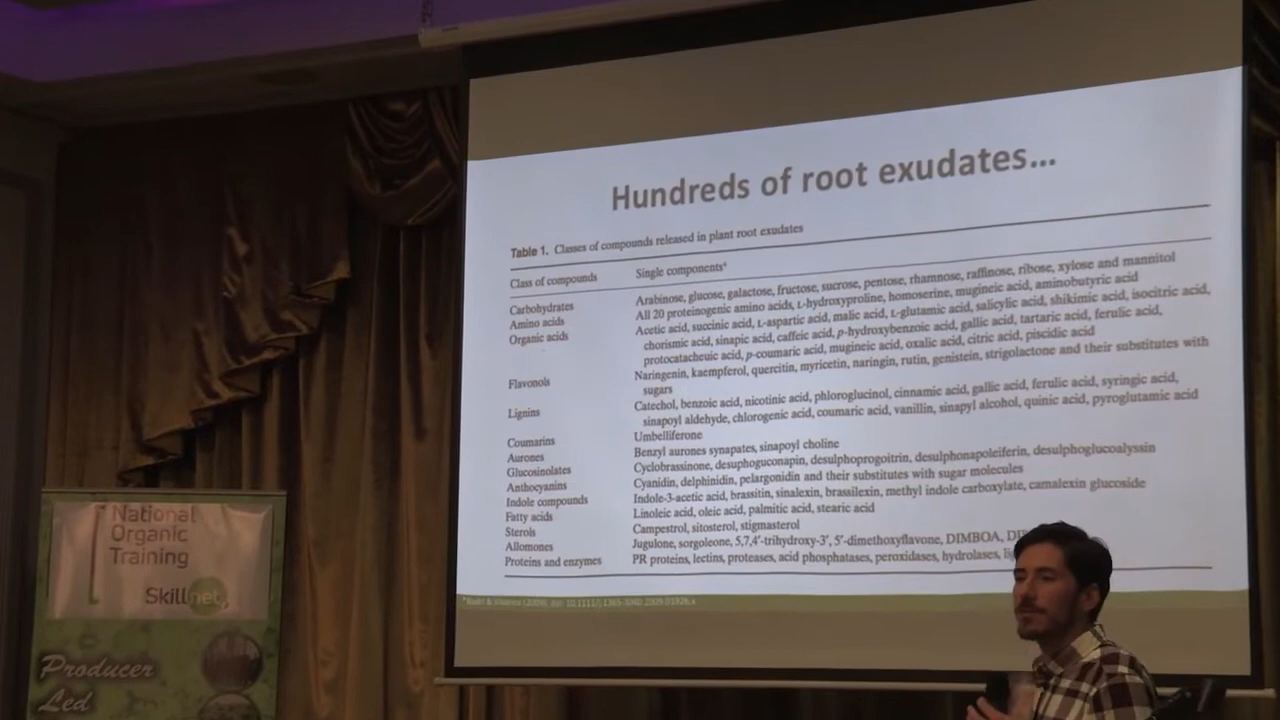 Hundreds of root exudates...
Table 1. Classes of compounds released in plant root exudates
Class of compounds Single components*
Carbohydrates Arabinose, glucose, galactose, fructose, sucrose, pentose, rhamnose, raffinose, ribose, xylose and mannitol
Amino acids All 20 proteinogenic amino acids, L-hydroxyproline, homoserine, mugineic acid, aminobutyric acid
Organic acids Acetic acid, succinic acid, L-aspartic acid, malic acid, L-glutamic acid, salicylic acid, shikimic acid, isocitric acid,
chorismic acid, sinapic acid, caffeic acid, p-hydroxybenzoic acid, gallic acid, tartaric acid, ferulic acid,
protocatacheuic acid, p-coumaric acid, mugineic acid, oxalic acid, citric acid, piscidic acid
Flavonols Naringenin, kaempferol, quercitin, myricetin, naringin, rutin, genistein, strigolactone and their substitutes with
sugars
Lignins Catechol, benzoic acid, nicotinic acid, phloroglucinol, cinnamic acid, gallic acid, ferulic acid, syringic acid,
sinapoyl aldehyde, chlorogenic acid, coumaric acid, vanillin, sinapyl alcohol, quinic acid, pyroglutamic acid
Coumarins Umbelliferone
Aurones Benzyl aurones synapates, sinapoyl choline
Glucosinolates Cyclobrassinone, desuphoguconapin, desulphoprogoitrin, desulphonapoleiferin, desulphoglucoalyssin
Anthocyanins Cyanidin, delphinidin, pelargonidin and their substitutes with sugar molecules
Indole compounds Indole-3-acetic acid, brassitin, sinalexin, brassilexin, methyl indole carboxylate, camalexin glucoside
Fatty acids Linoleic acid, oleic acid, palmitic acid, stearic acid
Sterols Campestrol, sitosterol, stigmasterol
Allomones Jugulone, sorgoleone, 5,7,4'-trihydroxy-3', 5'-dimethoxyflavone, DIMBOA,
Proteins and enzymes PR proteins, lectins, proteases, acid phosphatases, peroxidases, hydrolases,
National
Organic
Training
Skillnet
Producer
Led